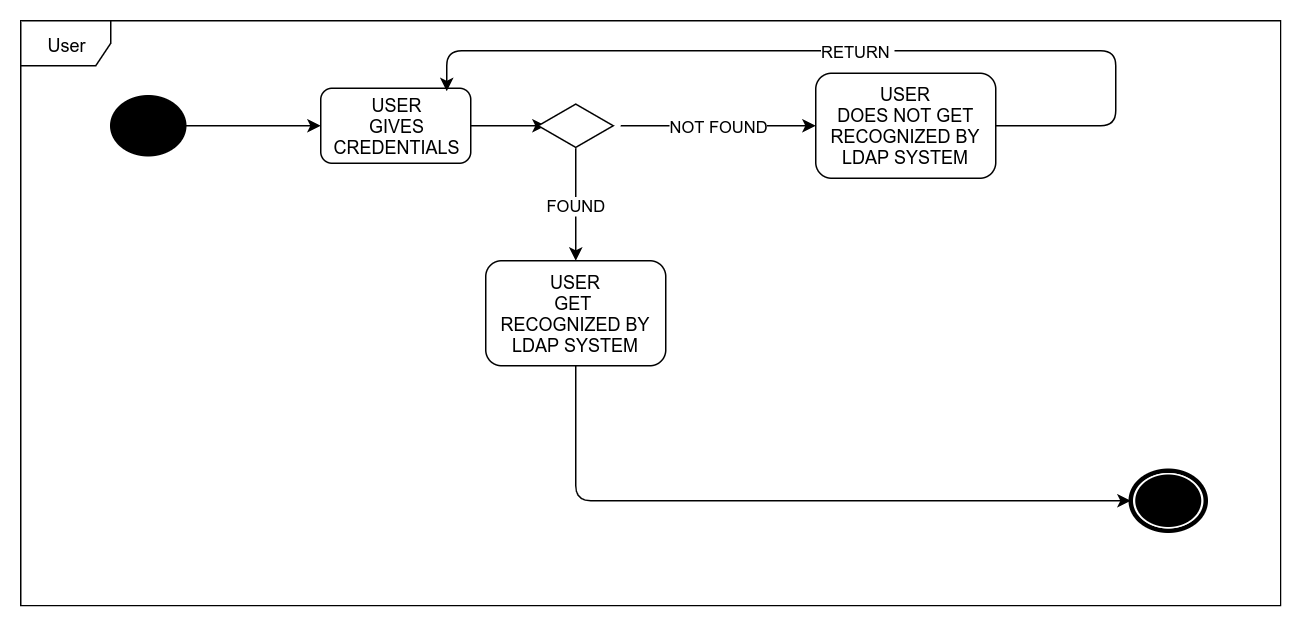 User
RETURN
USER
GIVES
CREDENTIALS
NOT FOUND
USER
DOES NOT GET
RECOGNIZED BY
LDAP SYSTEM
FOUND
USER
GET
RECOGNIZED BY
LDAP SYSTEM